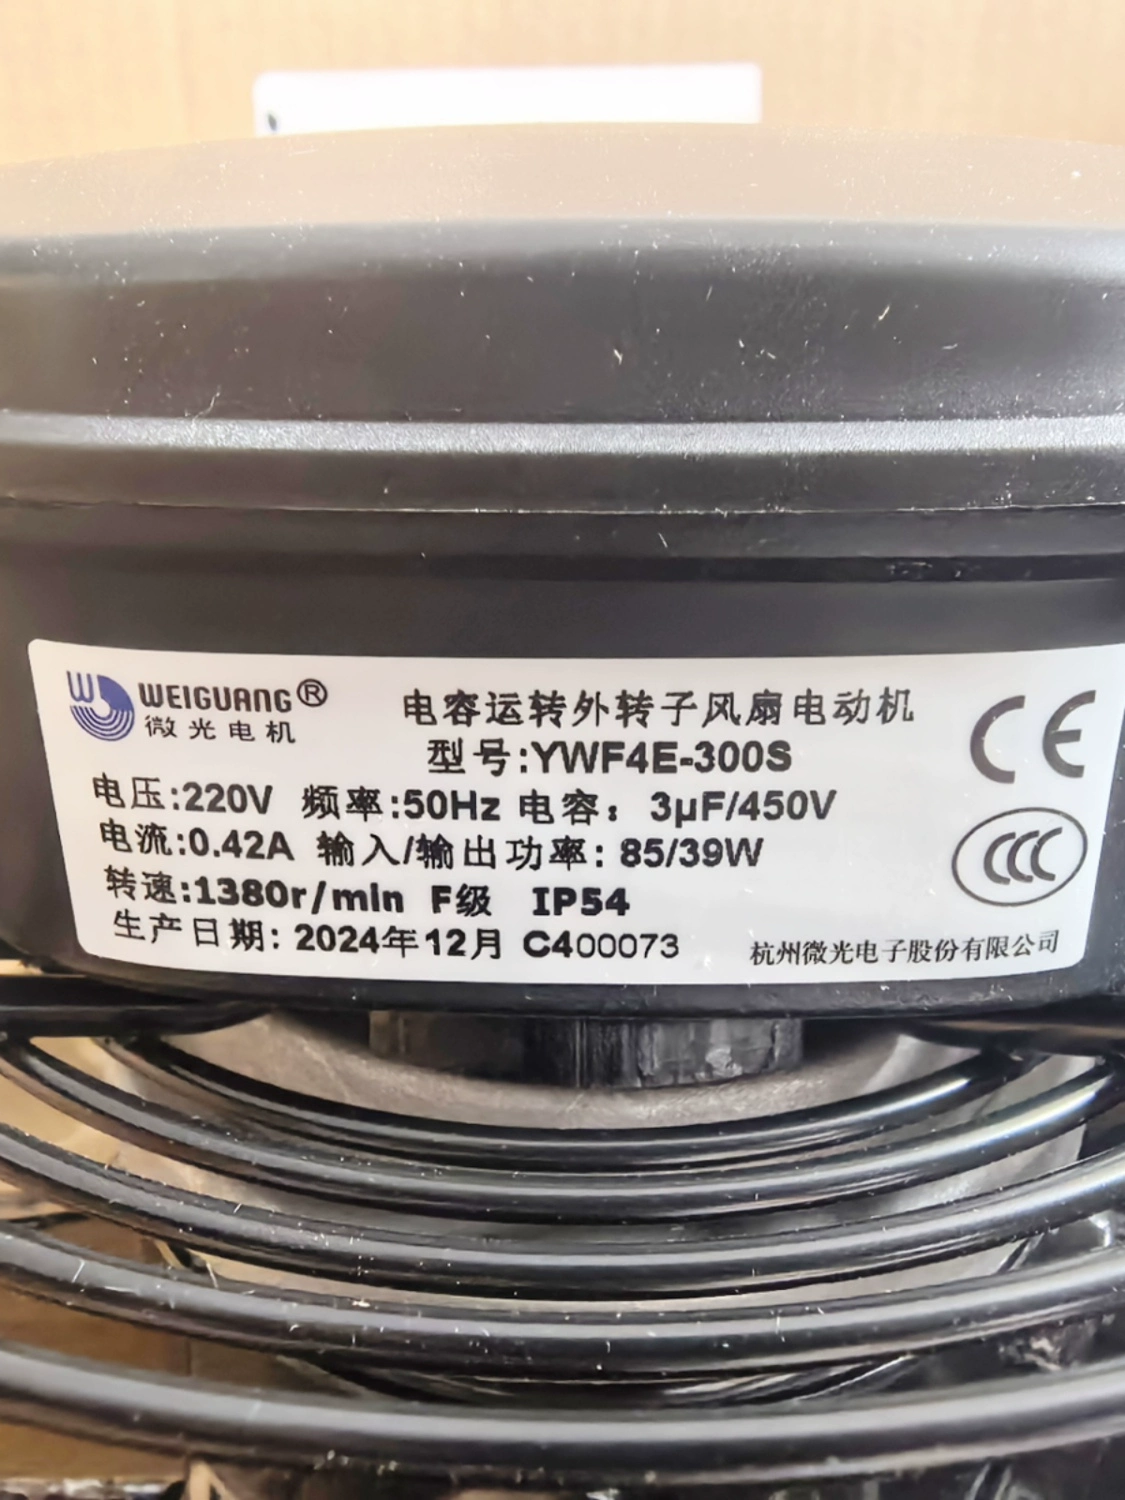 WEIGUANG®
微光电机
电容运转外转子风扇电动机
型号:YWF4E-300S
电压:220V 频率:50Hz 电容: 3μF/450V
电流:0.42A 输入/输出功率: 85/39W
转速:1380r/min F级 IP54
生产日期: 2024年12月 C400073
杭州微光电子股份有限公司
CE
CCC